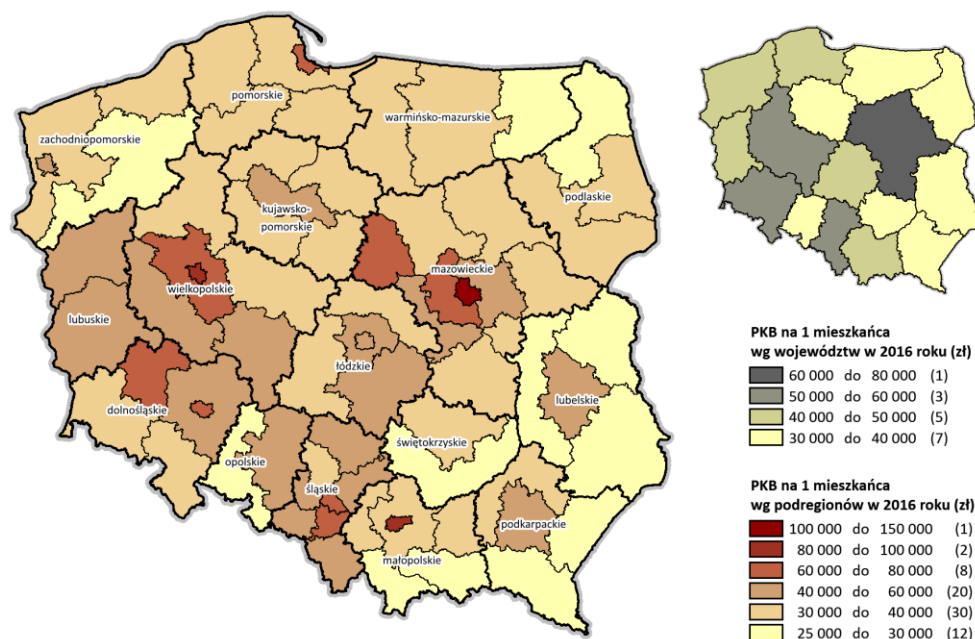 pomorskie
warmińsko-mazurskie
zachodniopomorskie
podlaskie
kujawsko-
pomorskie
mazowieckie
wielkopolskie
lubuskie
łódzkie
dolnośląskie
lubelskie
świętokrzyskie
opolskie
śląskie
podkarpackie
małopolskie
PKB na 1 mieszkańca
wg województw w 2016 roku (zł)
60 000 do 80 000 (1)
50 000 do 60 000 (3)
40 000 do 50 000 (5)
30 000 do 40 000 (7)
PKB na 1 mieszkańca
wg podregionów w 2016 roku (zł)
100 000 do 150 000 (1)
80 000 do 100 000 (2)
60 000 do 80 000 (8)
40 000 do 60 000 (20)
30 000 do 40 000 (30)
25 000 do 30 000 (12)